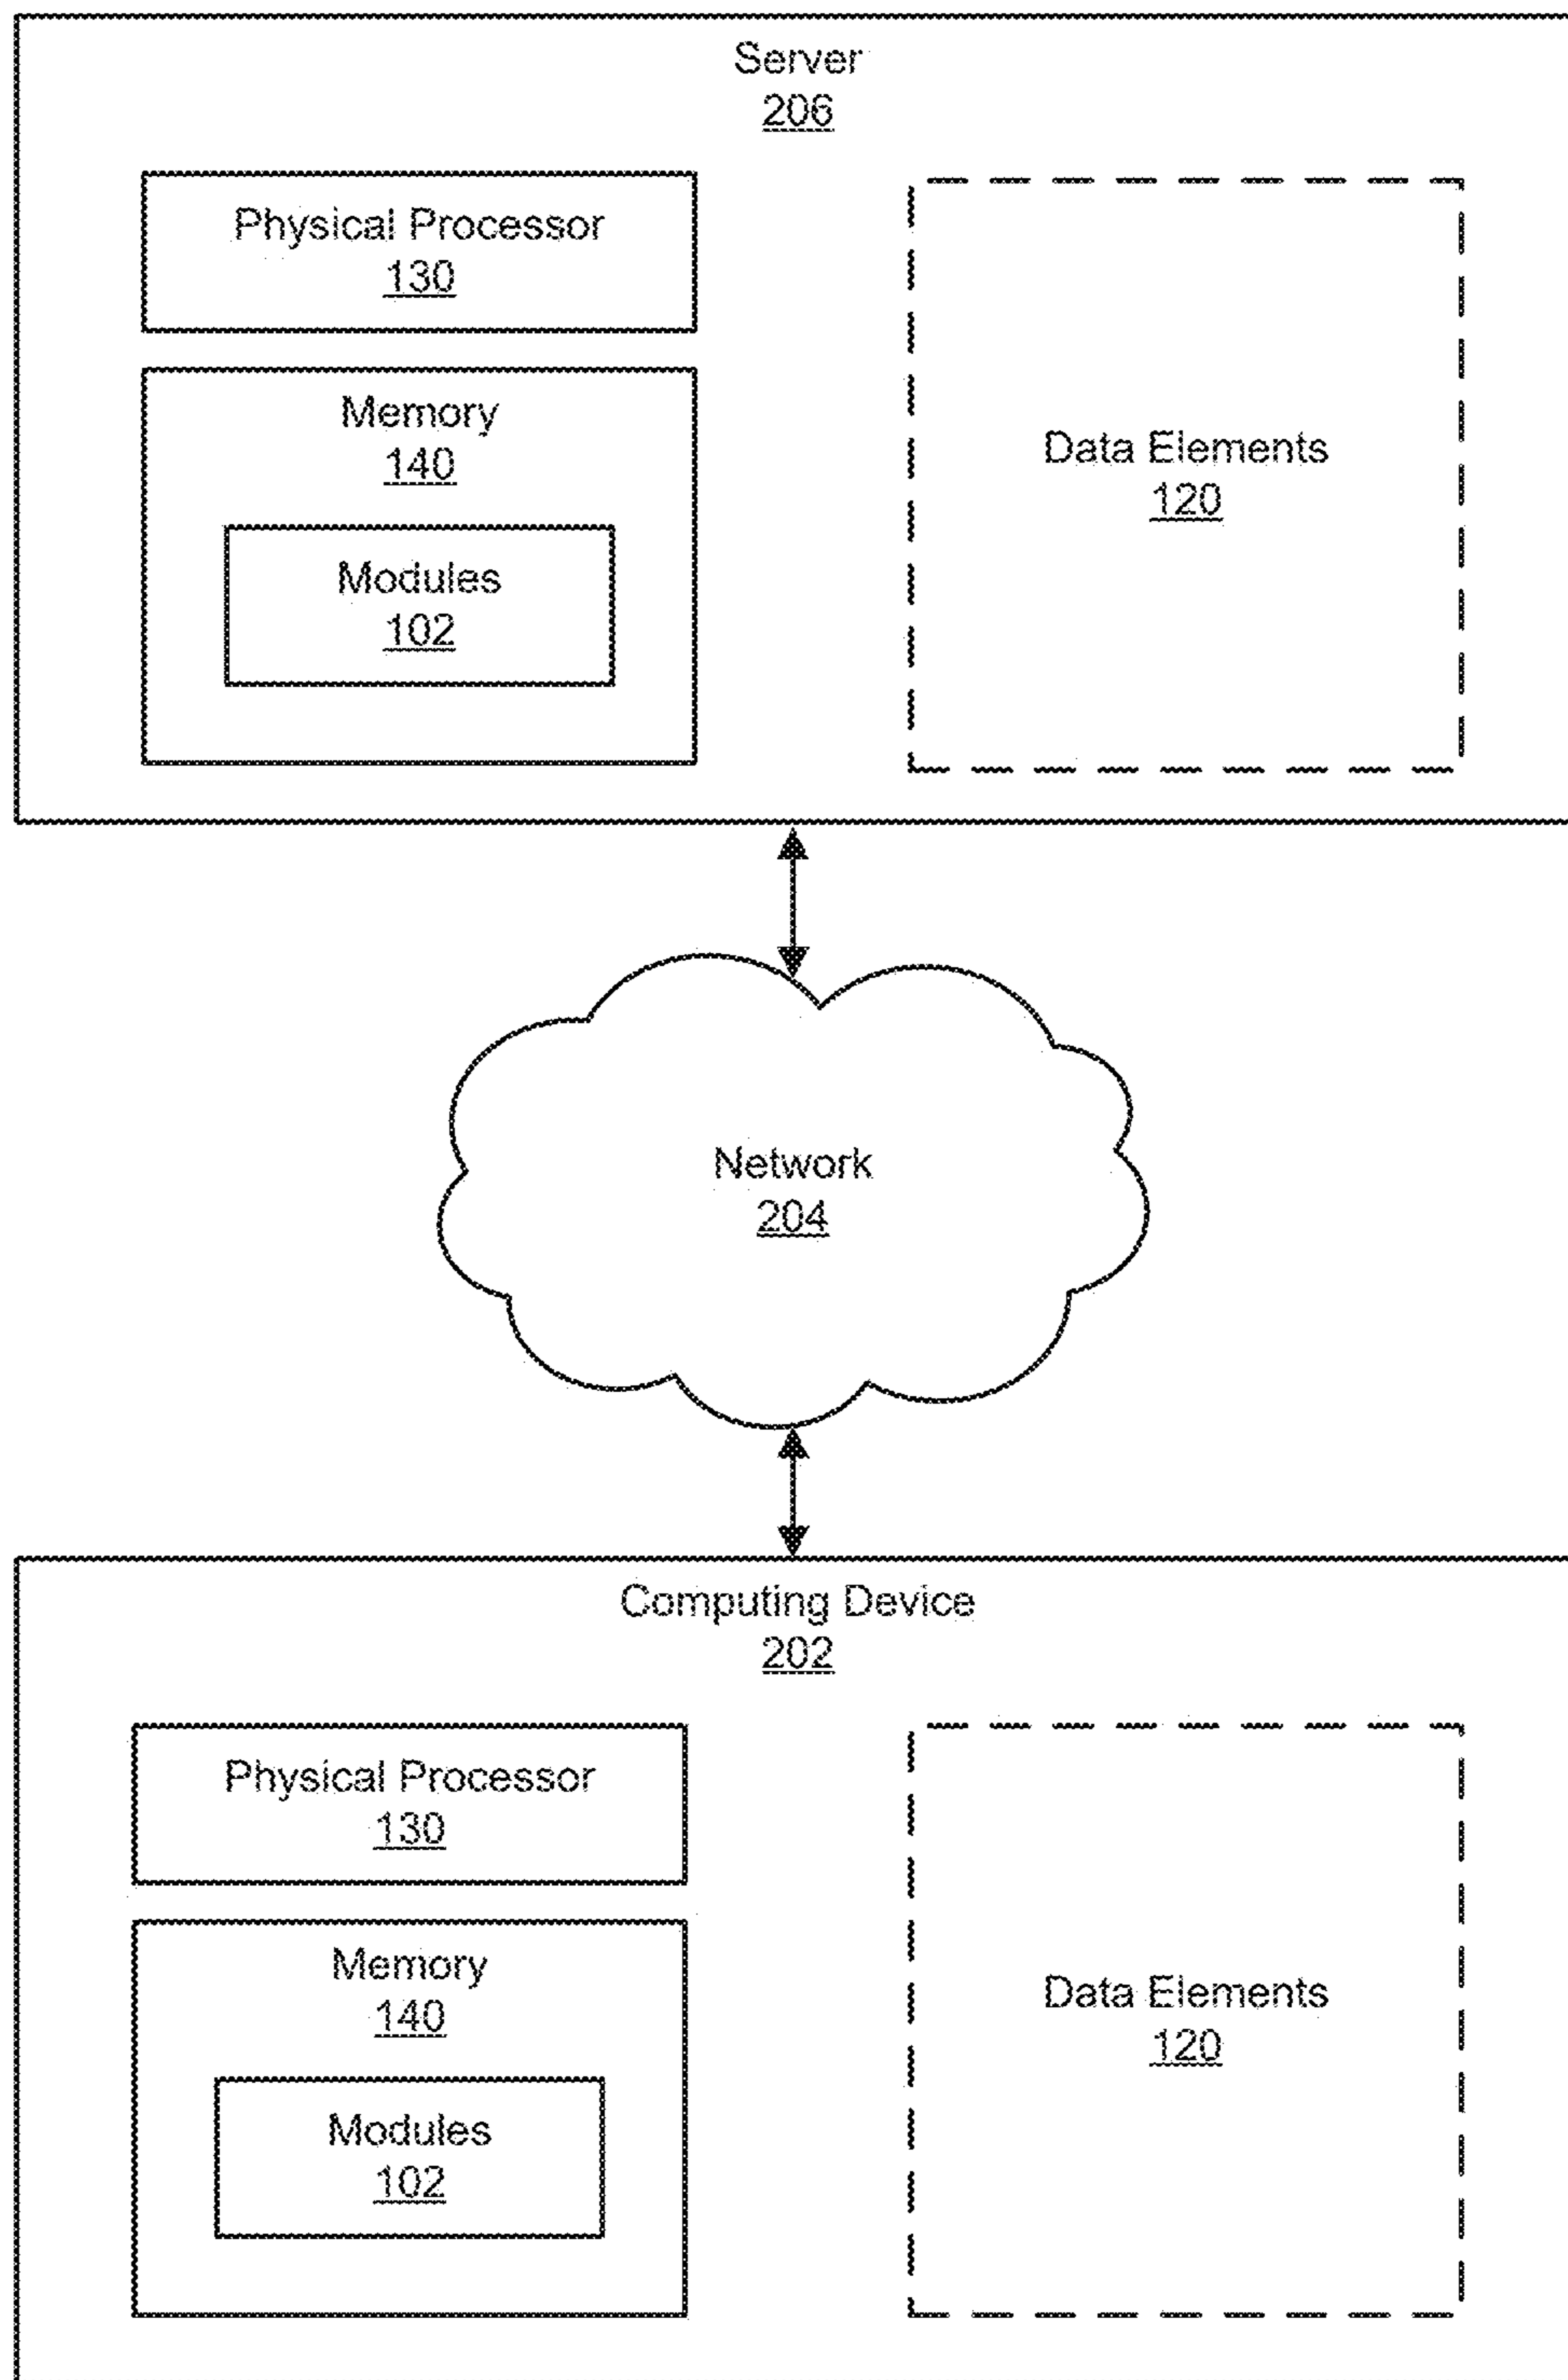 Server
206
Physical Processor
130
Memory
140
Modules
102
Data Elements
120
Network
204
Computing Device
202
Physical Processor
130
Memory
140
Modules
102
Data Elements
120